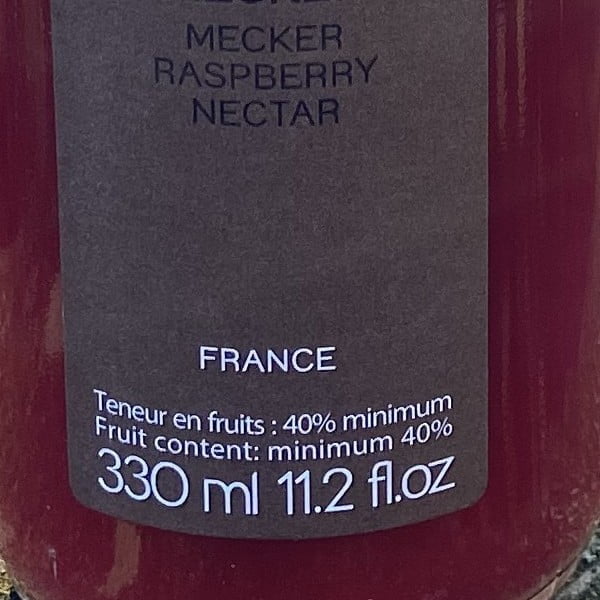 MECKER
RASPBERRY
NECTAR
FRANCE
Teneur en fruits : 40% minimum
Fruit content: minimum 40%
330 ml 11.2 fl.oz